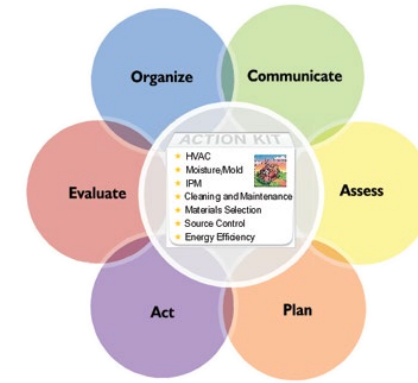 Organize
Communicate
ACTION KIT
HVAC
Moisture/Mold
IPM
Cleaning and Maintenance
Materials Selection
Source Control
Energy Efficiency
Evaluate
Assess
Act
Plan